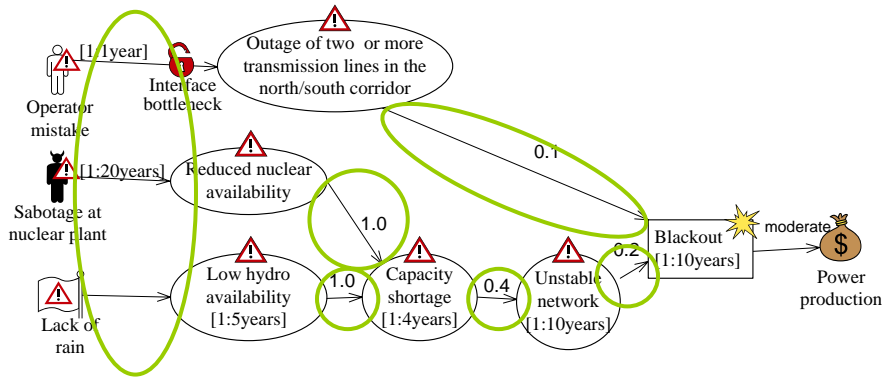 [1:1year]
Operator
mistake
Interface
bottleneck
Outage of two or more
transmission lines in the
north/south corridor
0.1
[1:20years]
Sabotage at
nuclear plant
Reduced nuclear
availability
1.0
Lack of
rain
Low hydro
availability
[1:5years]
1.0
Capacity
shortage
[1:4years]
0.4
Unstable
network
[1:10years]
0.2
Blackout
[1:10years]
moderate
$
Power
production